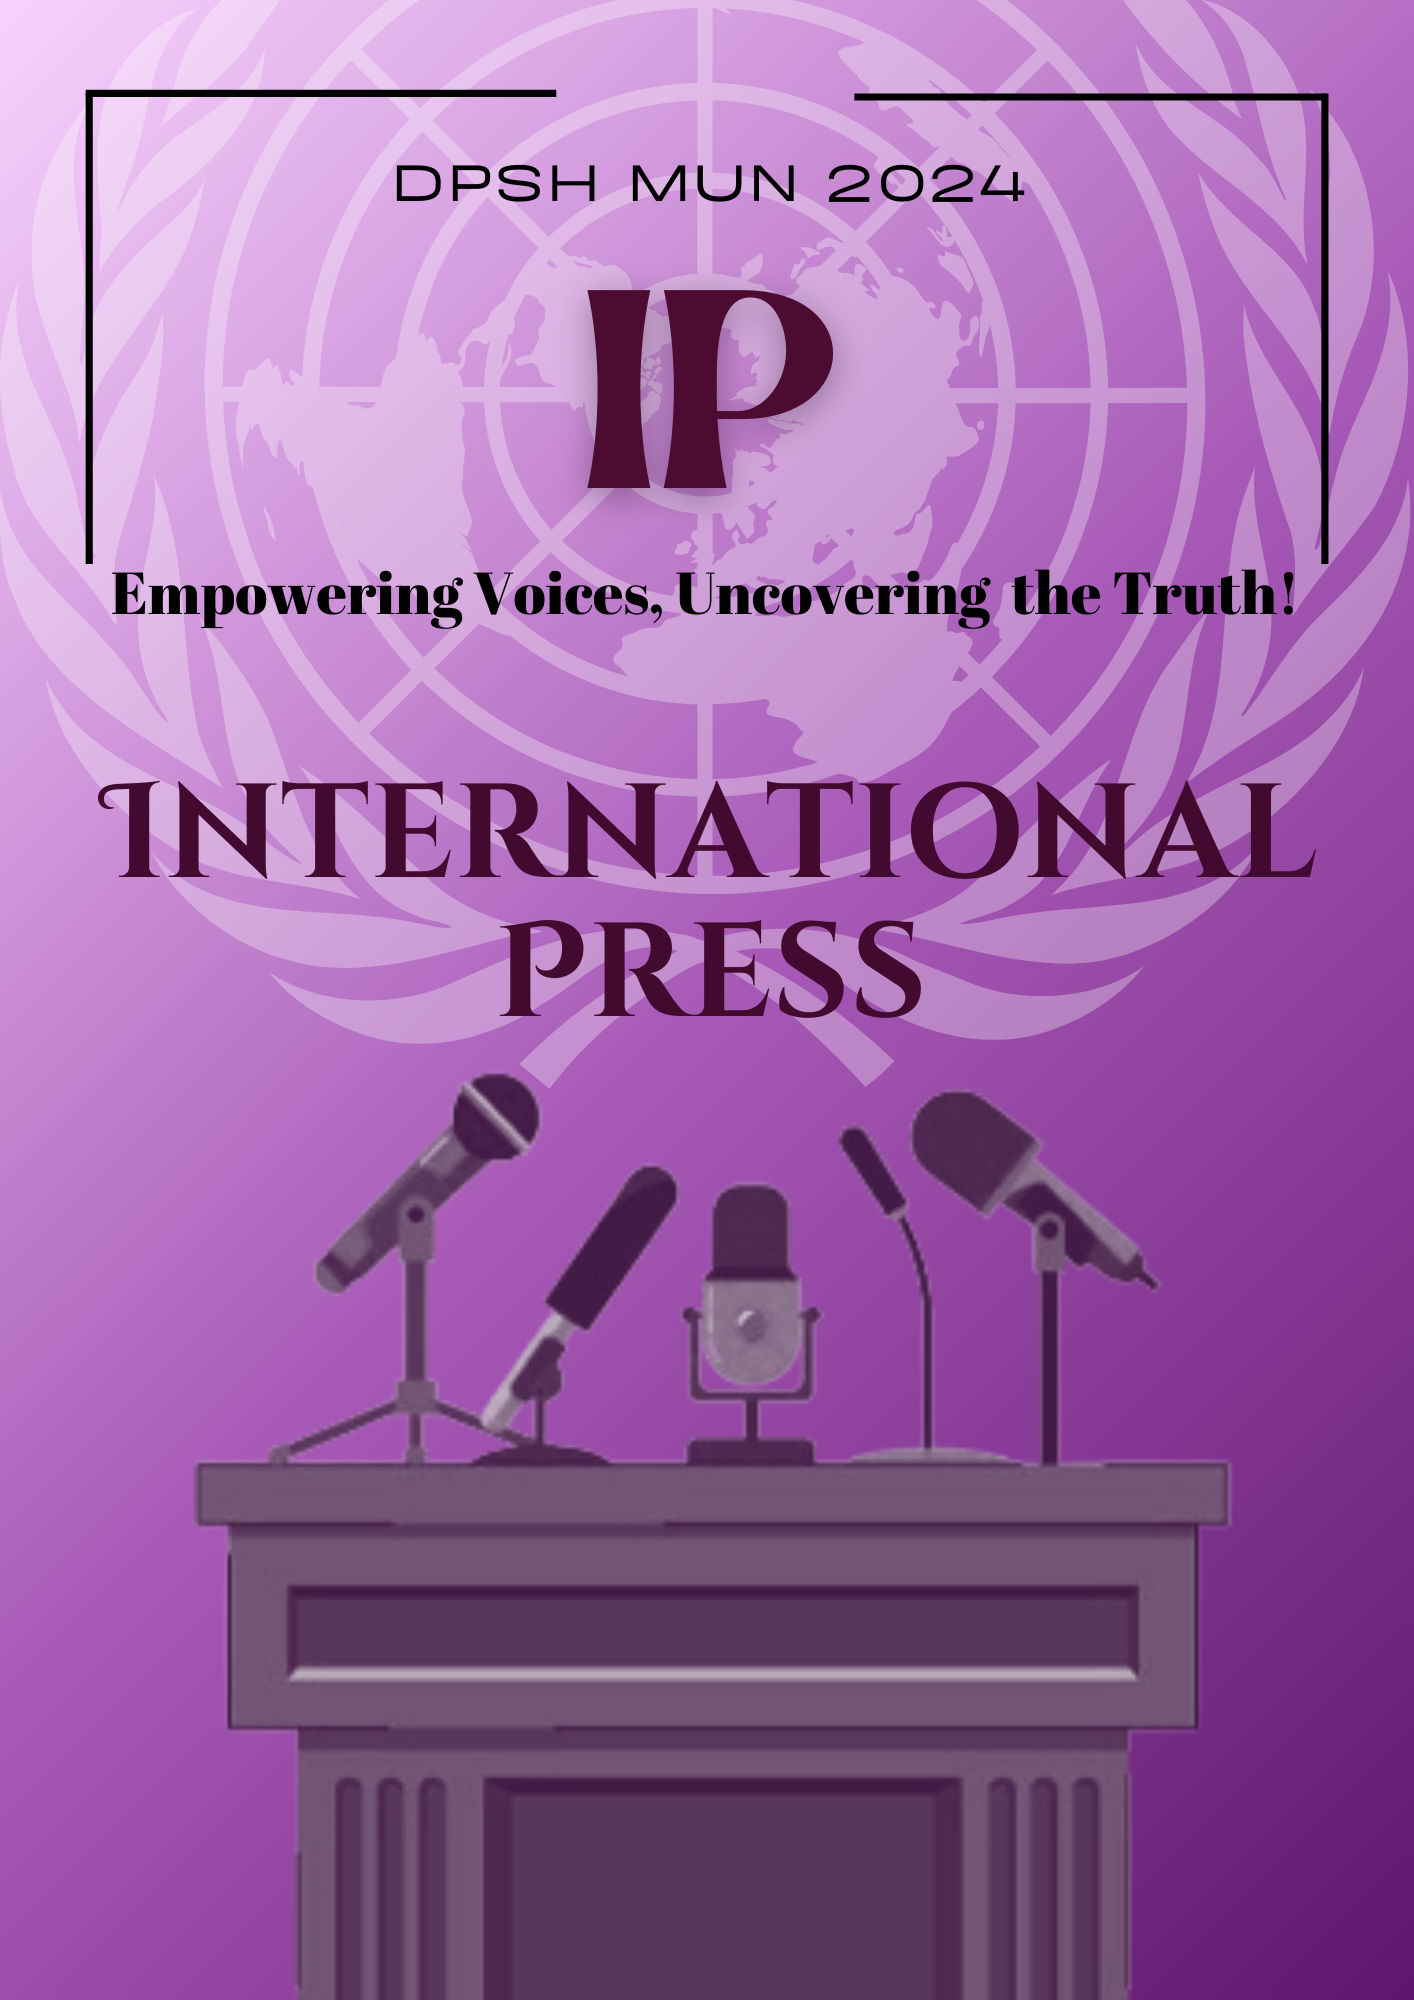 DPSH MUN 2024
IP
Empowering Voices, Uncovering the Truth!
INTERNATIONAL
PRESS